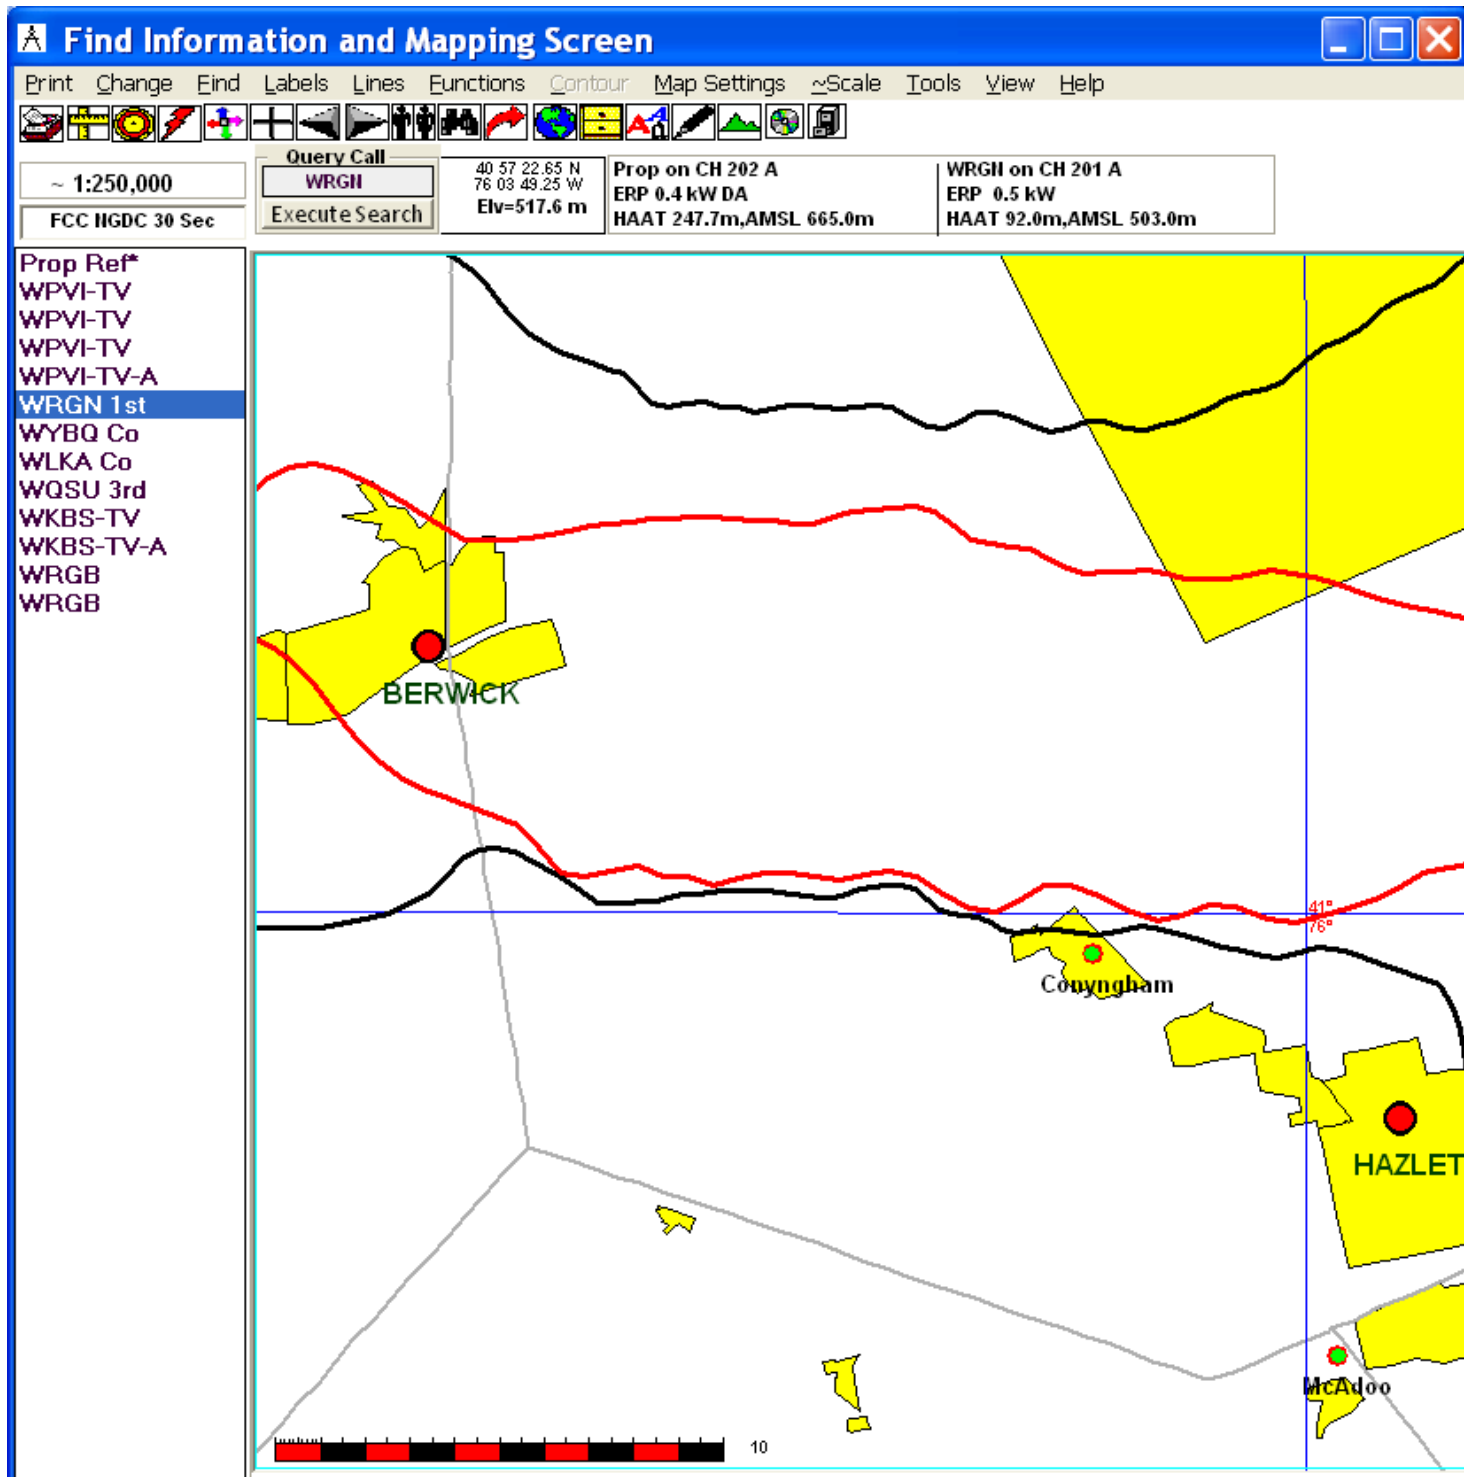 Find Information and Mapping Screen
Print Change Find Labels Lines Functions Contour Map Settings ~Scale Tools View Help
~ 1:250,000
FCC NGDC 30 Sec
Query Call
WRGN
Execute Search
40 57 22.65 N
76 03 49.25 W
Elv=517.6 m
Prop on CH 202 A
ERP 0.4 kW DA
HAAT 247.7m,AMSL 665.0m
WRGN on CH 201 A
ERP 0.5 kW
HAAT 92.0m,AMSL 503.0m
Prop Ref*
WPVI-TV
WPVI-TV
WPVI-TV
WPVI-TV-A
WRGN 1st
WYBQ Co
WLKA Co
WQSU 3rd
WKBS-TV
WKBS-TV-A
WRGB
WRGB
BERWICK
41°
76°
Conyngham
HAZLET
McAdoo
10